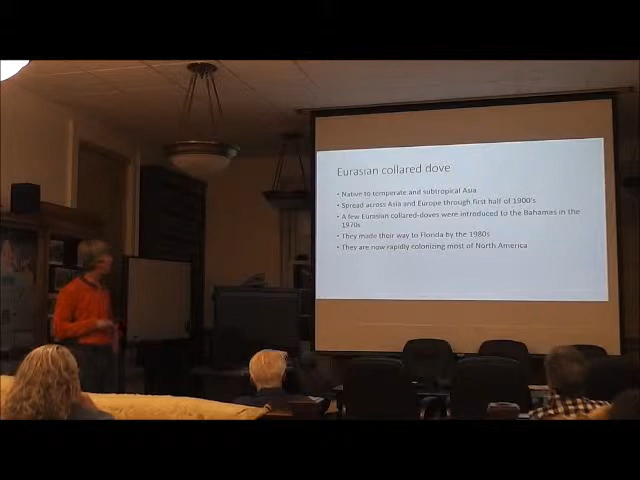 Eurasian collared dove
• Native to temperate and subtropical Asia
• Spread across Asia and Europe through first half of 1900's
• A few Eurasian collared-doves were introduced to the Bahamas in the
1970s
• They made their way to Florida by the 1980s
• They are now rapidly colonizing most of North America